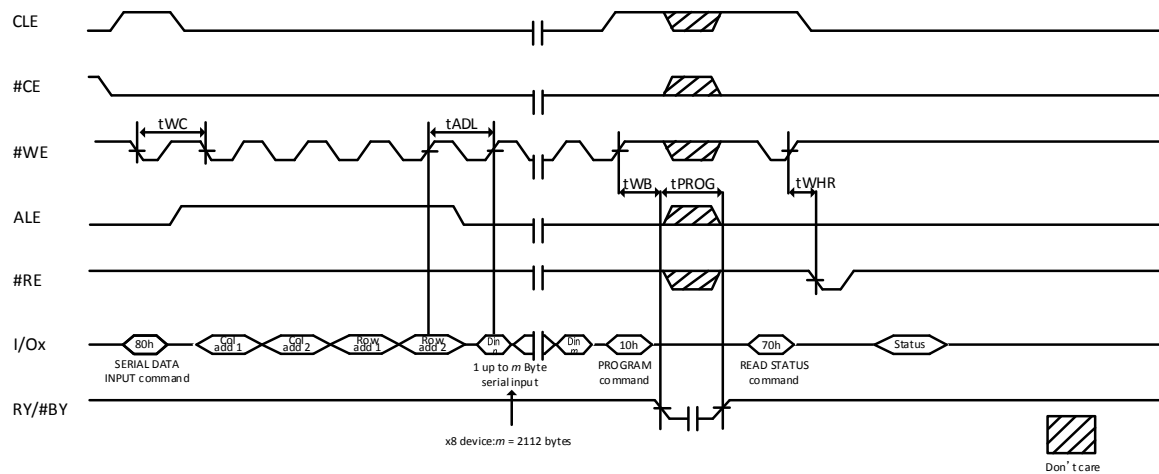 CLE
#CE
tWC
tADL
#WE
tWB
tPROG
tWHR
ALE
#RE
I/Ox
80h
Col
add 1
Col
add 2
Row
add 1
Row
add 2
Din
n
Din
m
10h
70h
Status
SERIAL DATA
INPUT command
1 up to m Byte
serial input
PROGRAM
command
READ STATUS
command
RY/#BY
x8 device:m = 2112 bytes
Don't care